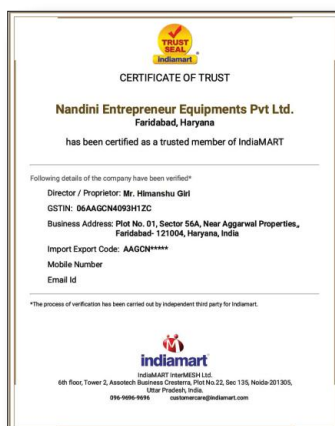 TRUST
SEAL
indiamart
CERTIFICATE OF TRUST
Nandini Entrepreneur Equipments Pvt Ltd.
Faridabad, Haryana
has been certified as a trusted member of IndiaMART
Following details of the company have been verified*
Director / Proprietor: Mr. Himanshu Giri
GSTIN: 06AAGCN4093H1ZC
Business Address: Plot No. 01, Sector 56A, Near Aggarwal Properties,,
Faridabad- 121004, Haryana, India
Import Export Code: AAGCN*****
Mobile Number
Email Id
*The process of verification has been carried out by independent third party for Indiamart.
indiamart
IndiaMART InterMESH Ltd.
6th floor, Tower 2, Assotech Business Cresterra, Plot No.22, Sec 135, Noida-201305,
Uttar Pradesh, India.
096-9696-9696 customercare@indiamart.com